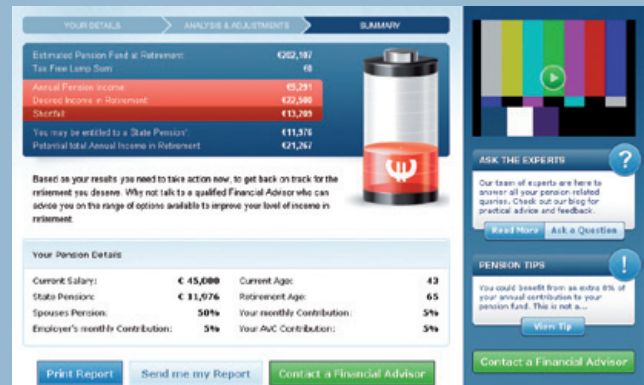 YOUR DETAILS
ANALYSIS & ADJUSTMENTS
SUMMARY
Estimated Pension Fund at Retirement: €202,107
Tax Free Lump Sum: €0
Annual Pension Income: €9,291
Desired Income in Retirement: €22,500
Shortfall: €13,209
You may be entitled to a State Pension*: €11,976
Potential total Annual Income in Retirement €21,267
Based on your results you need to take action now, to get back on track for the
retirement you deserve. Why not talk to a qualified Financial Advisor who can
advise you on the range of options available to improve your level of income in
retirement.
Your Pension Details
Current Salary: € 45,000 Current Age: 43
State Pension: € 11,976 Retirement Age: 65
Spouses Pension: 50% Your monthly Contribution: 5%
Employer's monthly Contribution: 5% Your AVC Contribution: 5%
Print Report
Send me my Report
Contact a Financial Advisor
ASK THE EXPERTS
?
Our team of experts are here to
answer all your pension related
queries. Check out our blog for
practical advice and feedback.
Read More
Ask a Question
PENSION TIPS
!
You could benefit from an extra 8% of
your annual contribution to your
pension fund. This is not a...
View Tip
Contact a Financial Advisor